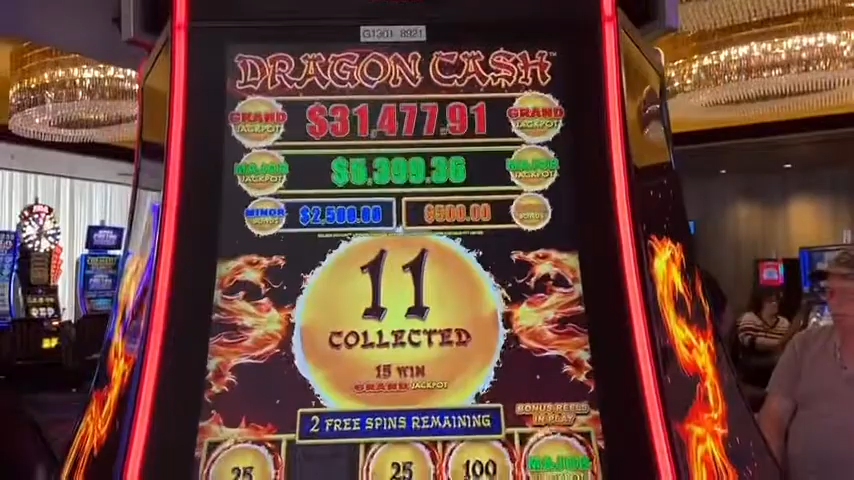 G1301 8921
DRAGON CASH™
GRAND JACKPOT $31,477.91 GRAND JACKPOT
MAJOR JACKPOT $5,399.36 MAJOR JACKPOT
MINOR BONUS $2,500.00 $500.00 BONUS
11
COLLECTED
15 WIN
GRAND JACKPOT
2 FREE SPINS REMAINING
BONUS REELS
IN PLAY
25 25 100 MAJOR